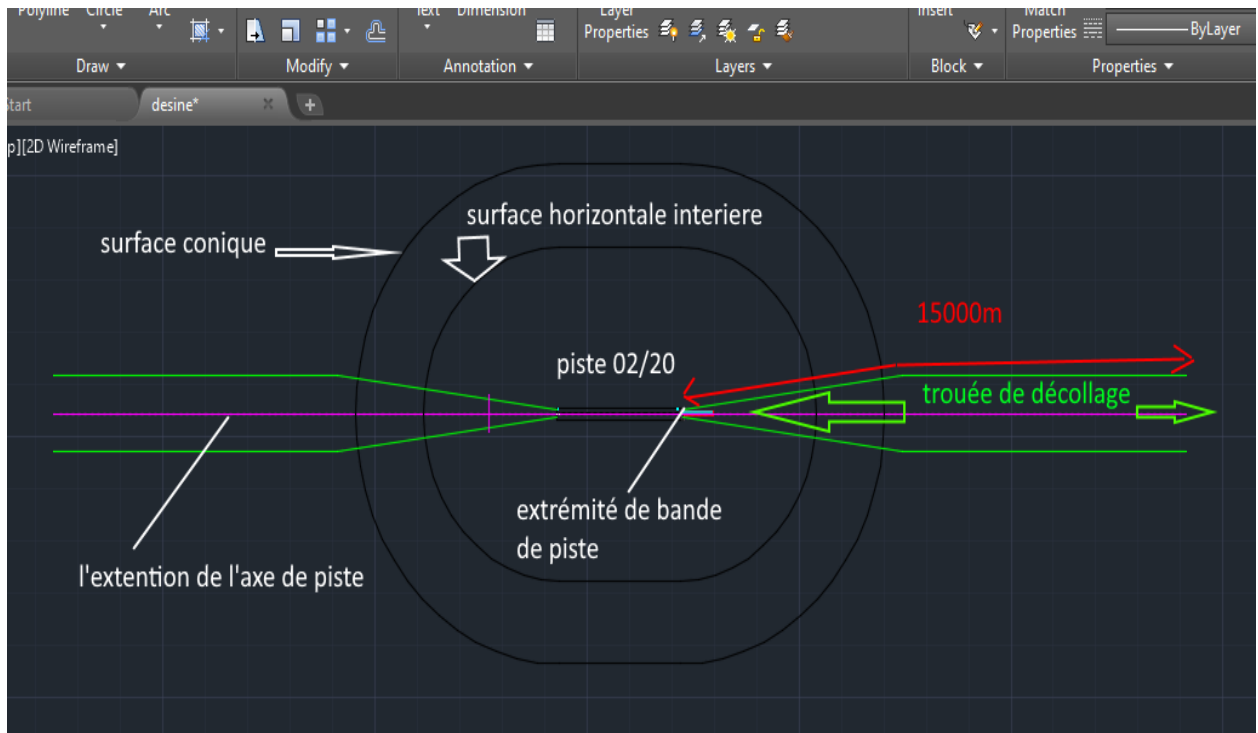 Polyline Circle Arc Text Dimension Layer Insert Match
Properties Properties ByLayer
Draw Modify Annotation Layers Block Properties
Start desine*
p][2D Wireframe]
surface horizontale interiere
surface conique
15000m
piste 02/20
trouée de décollage
extrémité de bande
de piste
l'extention de l'axe de piste